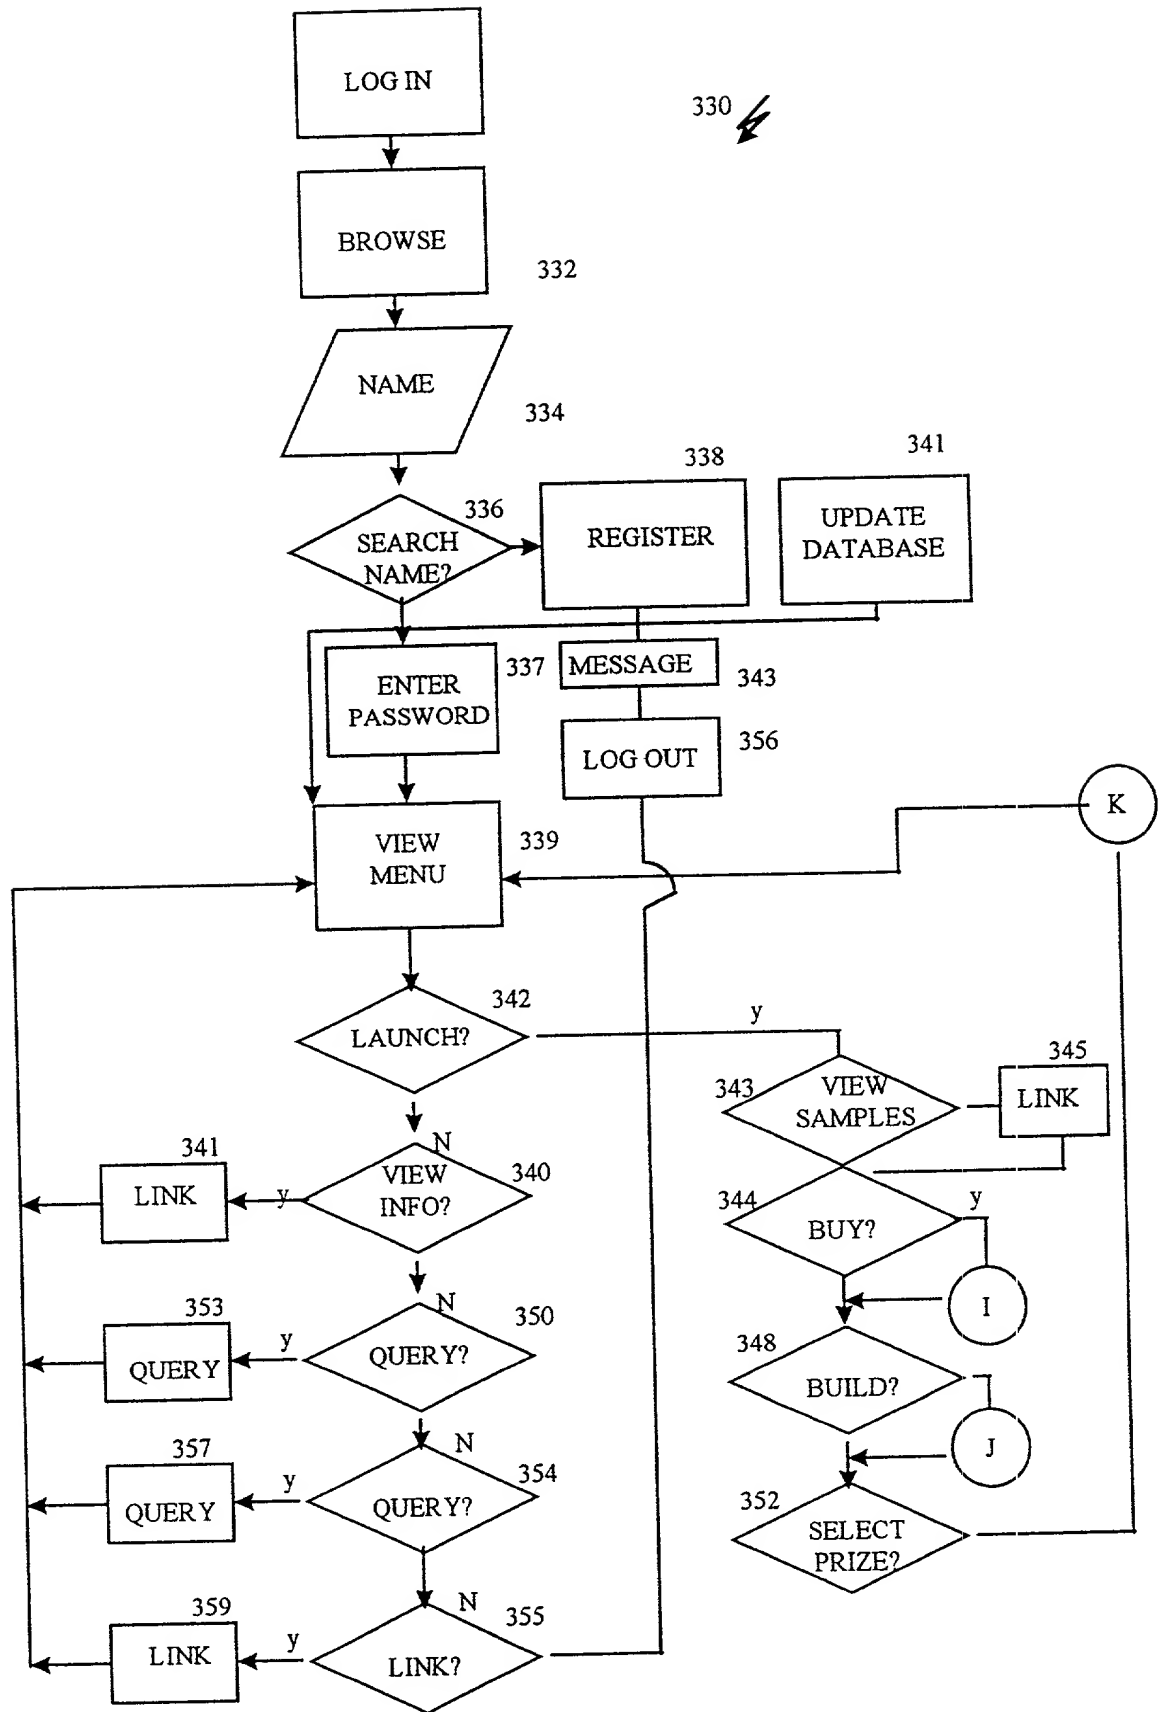 LOG IN
330
BROWSE
332
NAME
334
341
338
336
SEARCH
NAME?
REGISTER
UPDATE
DATABASE
337
ENTER
PASSWORD
MESSAGE
343
LOG OUT
356
K
VIEW
MENU
339
342
LAUNCH?
y
343
VIEW
SAMPLES
345
LINK
N
341
LINK
y
VIEW
INFO?
340
344
BUY?
y
I
N
353
QUERY
y
QUERY?
350
348
BUILD?
J
N
357
QUERY
y
QUERY?
354
352
SELECT
PRIZE?
N
359
LINK
y
LINK?
355